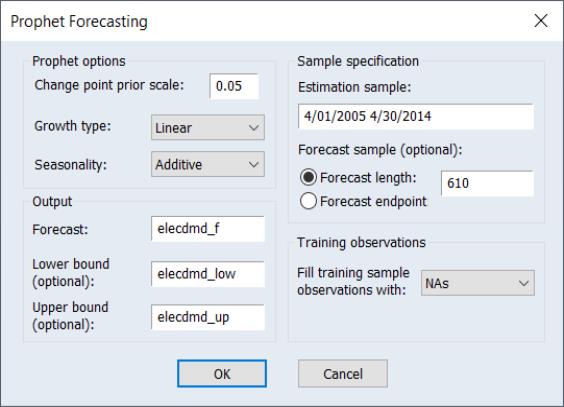 Prophet Forecasting
Prophet options
Change point prior scale: 0.05
Growth type: Linear
Seasonality: Additive
Output
Forecast: elecdmd_f
Lower bound
(optional): elecdmd_low
Upper bound
(optional): elecdmd_up
Sample specification
Estimation sample:
4/01/2005 4/30/2014
Forecast sample (optional):
Forecast length: 610
Forecast endpoint
Training observations
Fill training sample
observations with: NAs
OK Cancel